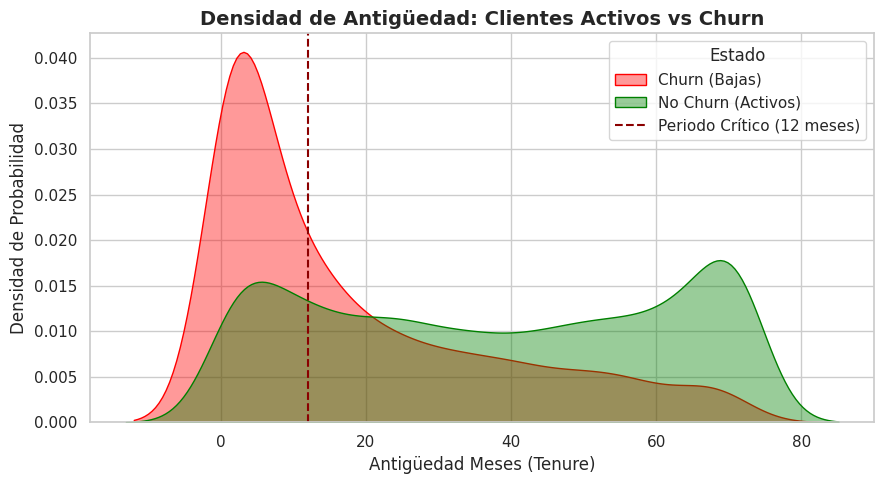 Densidad de Antigüedad: Clientes Activos vs Churn
Estado
Churn (Bajas)
No Churn (Activos)
Periodo Crítico (12 meses)
Densidad de Probabilidad
0.040
0.035
0.030
0.025
0.020
0.015
0.010
0.005
0.000
0 20 40 60 80
Antigüedad Meses (Tenure)